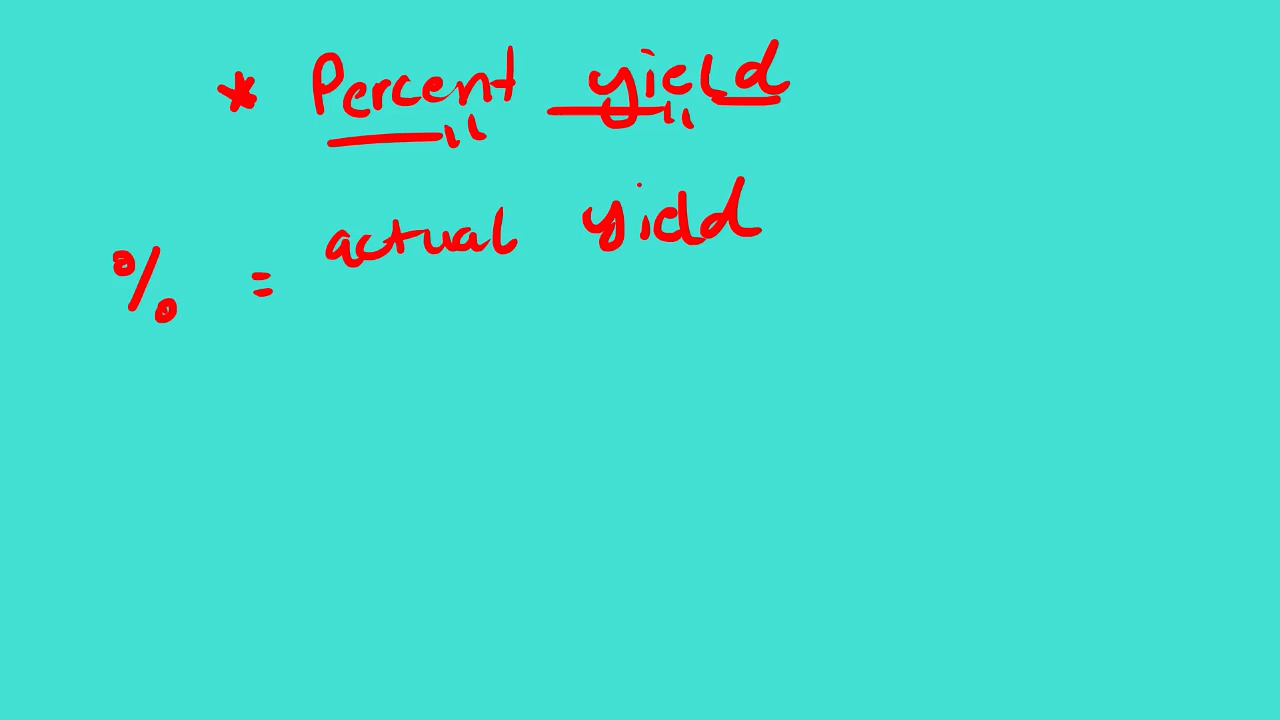 * Percent yield
actual yield
% =